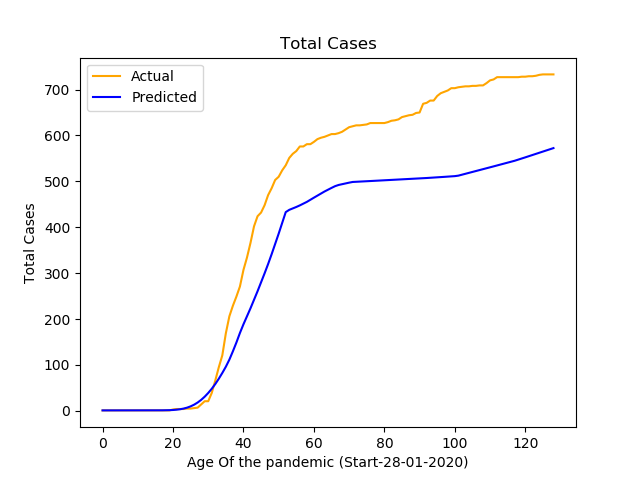 Total Cases
Actual
Predicted
Total Cases
700
600
500
400
300
200
100
0
0 20 40 60 80 100 120
Age Of the pandemic (Start-28-01-2020)